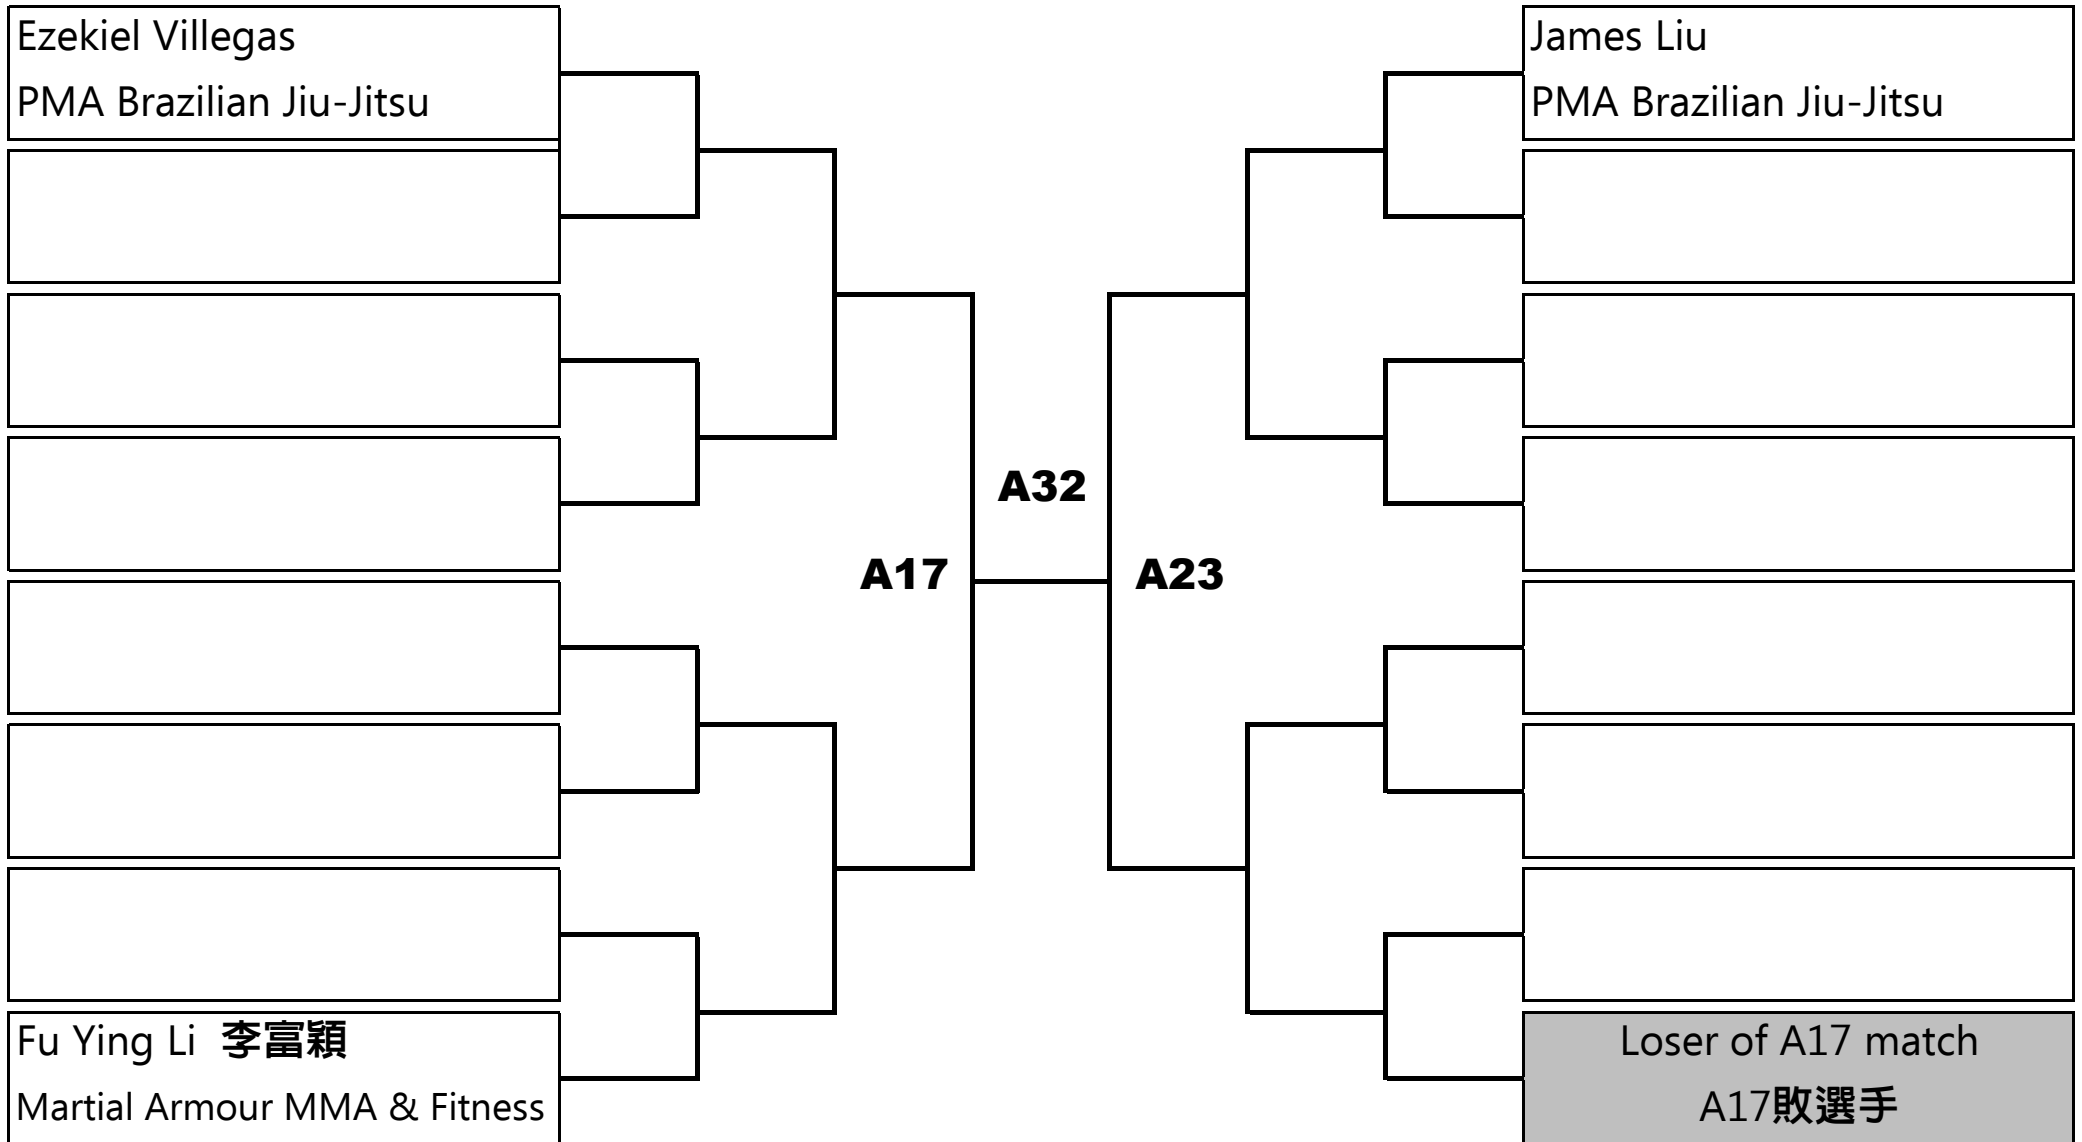 Ezekiel Villegas
PMA Brazilian Jiu-Jitsu
James Liu
PMA Brazilian Jiu-Jitsu
A32
A17
A23
Fu Ying Li 李富穎
Martial Armour MMA & Fitness
Loser of A17 match
A17敗選手